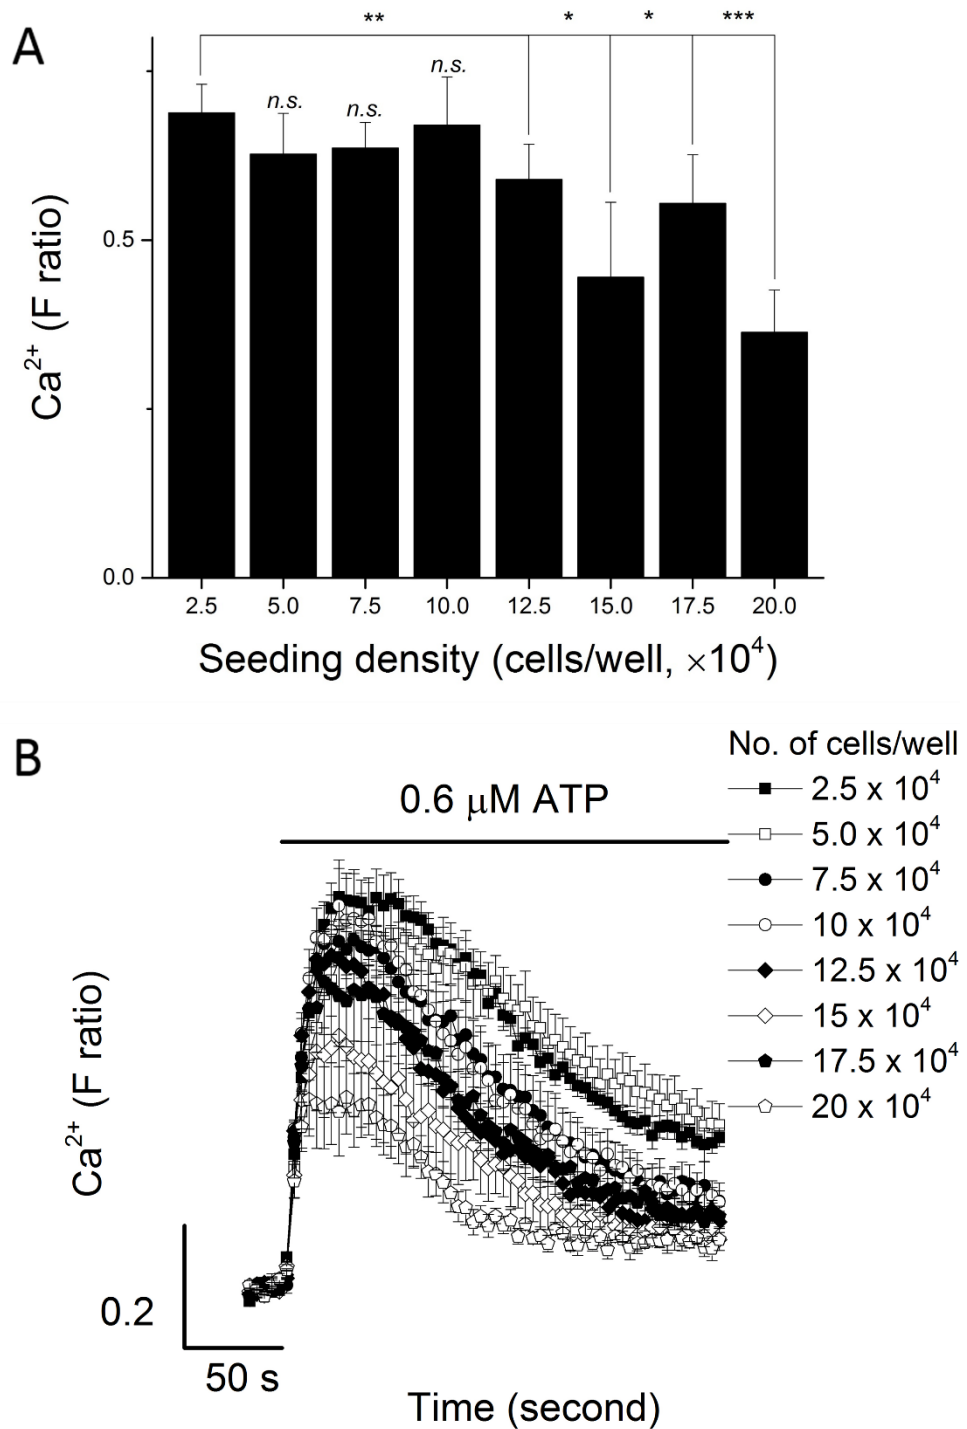 A
** * * ***
n.s. n.s. n.s.
Ca²⁺ (F ratio)
0.5
0.0
2.5 5.0 7.5 10.0 12.5 15.0 17.5 20.0
Seeding density (cells/well, ×10⁴)
B
No. of cells/well
2.5 x 10⁴
5.0 x 10⁴
7.5 x 10⁴
10 x 10⁴
12.5 x 10⁴
15 x 10⁴
17.5 x 10⁴
20 x 10⁴
0.6 μM ATP
Ca²⁺ (F ratio)
0.2
50 s
Time (second)